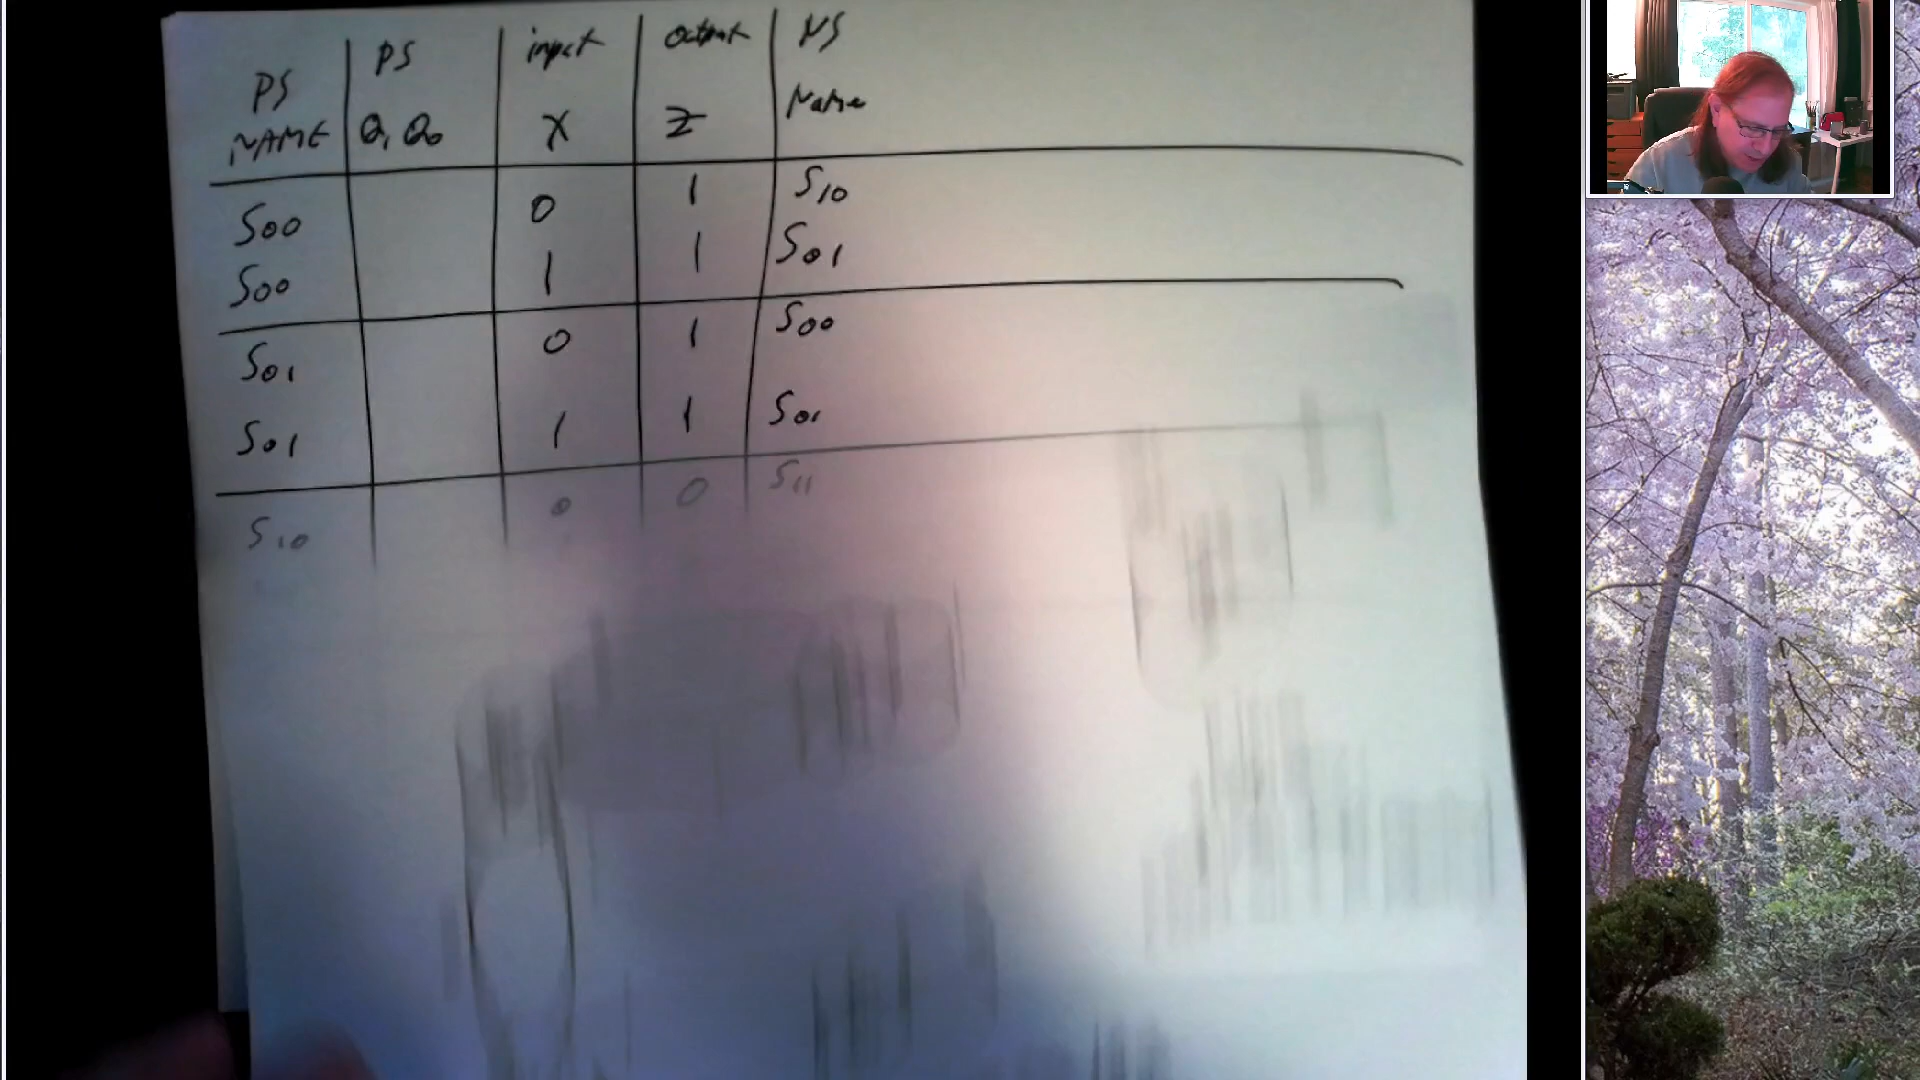 PS NAME PS Q1 Q0 input X output Z NS Name
S00 0 1 S10
S00 1 1 S01
S01 0 1 S00
S01 1 1 S01
S10 0 0 S11